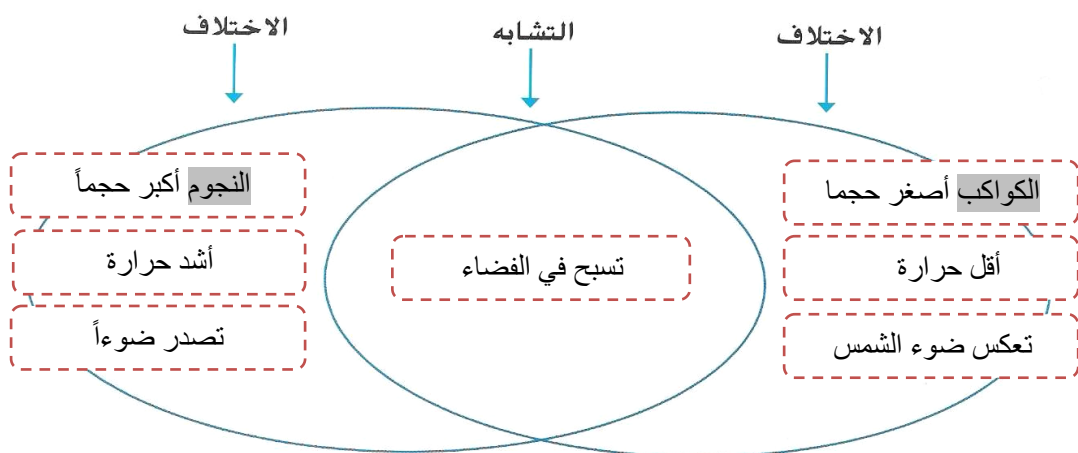 الاختلاف
التشابه
الاختلاف
الكواكب أصغر حجما
النجوم أكبر حجماً
أقل حرارة
تسبح في الفضاء
أشد حرارة
تعكس ضوء الشمس
تصدر ضوءاً